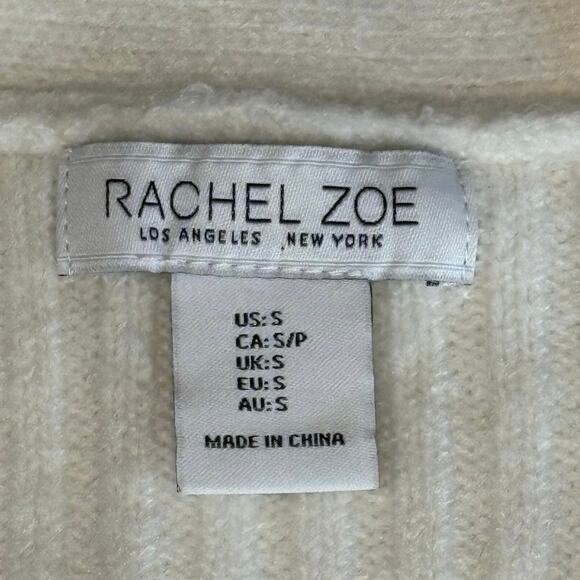 RACHEL ZOE
LOS ANGELES NEW YORK
US: S
CA: S/P
UK: S
EU: S
AU: S
MADE IN CHINA